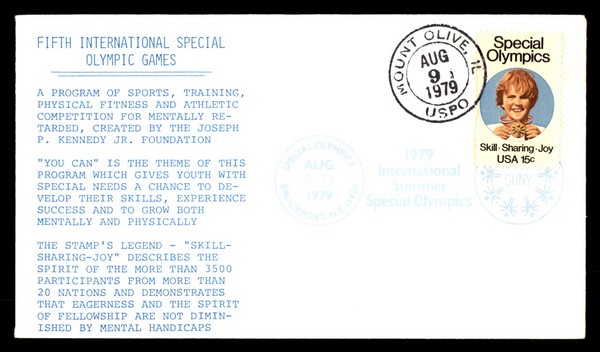 FIFTH INTERNATIONAL SPECIAL
OLYMPIC GAMES
A PROGRAM OF SPORTS, TRAINING,
PHYSICAL FITNESS AND ATHLETIC
COMPETITION FOR MENTALLY RE-
TARDED, CREATED BY THE JOSEPH
P. KENNEDY JR. FOUNDATION
"YOU CAN" IS THE THEME OF THIS
PROGRAM WHICH GIVES YOUTH WITH
SPECIAL NEEDS A CHANCE TO DE-
VELOP THEIR SKILLS, EXPERIENCE
SUCCESS AND TO GROW BOTH
MENTALLY AND PHYSICALLY
THE STAMP'S LEGEND - "SKILL-
SHARING-JOY" DESCRIBES THE
SPIRIT OF THE MORE THAN 3500
PARTICIPANTS FROM MORE THAN
20 NATIONS AND DEMONSTRATES
THAT EAGERNESS AND THE SPIRIT
OF FELLOWSHIP ARE NOT DIMIN-
ISHED BY MENTAL HANDICAPS
MOUNT OLIVE, IL
AUG
9
1979
USPO
Special
Olympics
Skill·Sharing·Joy
USA 15c
SPECIAL OLYMPICS
AUG
1979
BROCKPORT, N.Y.
1979
International
Summer
Special Olympics
SUNY